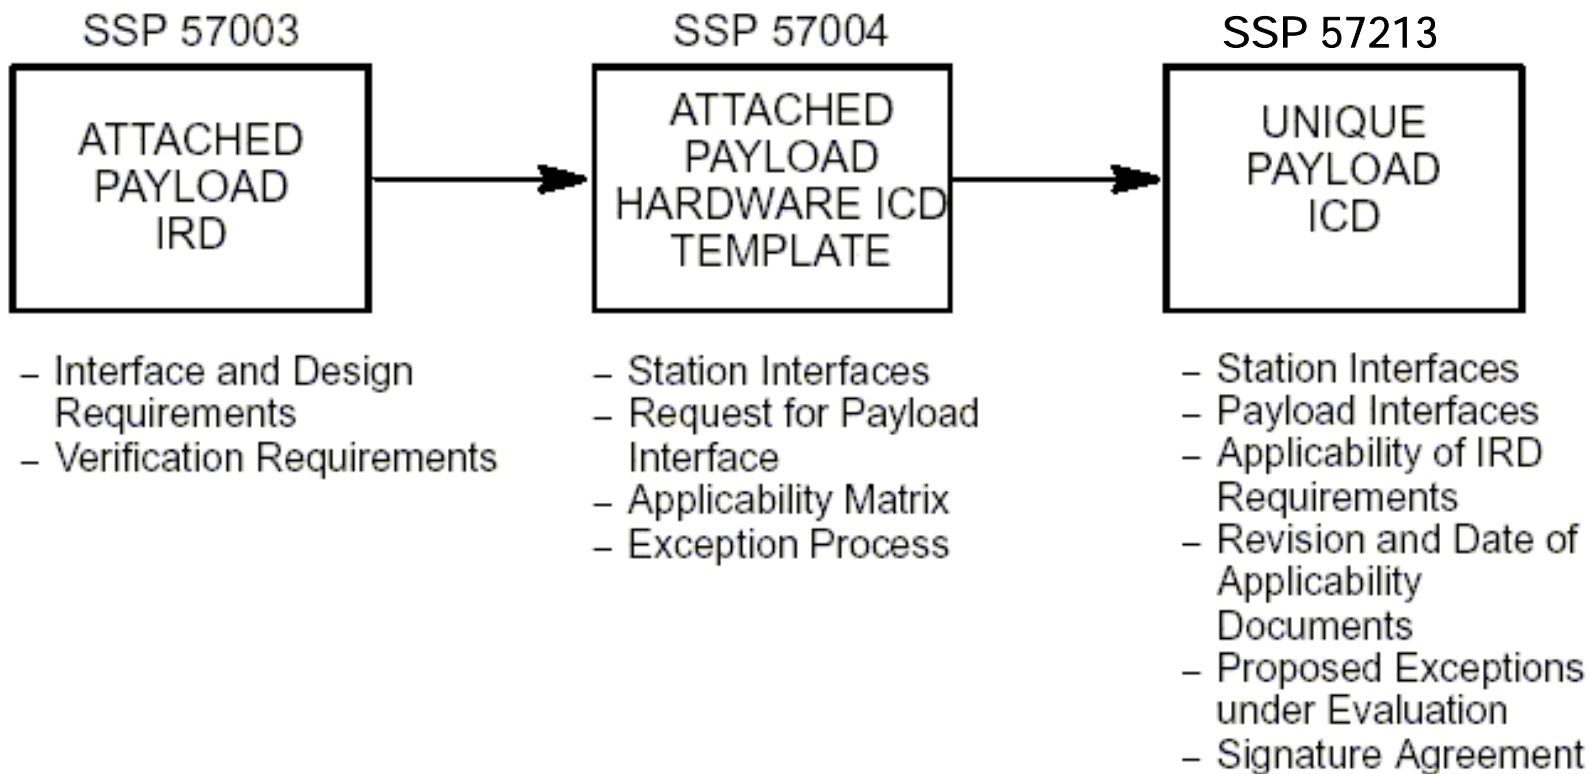 SSP 57003
ATTACHED
PAYLOAD
IRD
– Interface and Design
Requirements
– Verification Requirements
SSP 57004
ATTACHED
PAYLOAD
HARDWARE ICD
TEMPLATE
– Station Interfaces
– Request for Payload
Interface
– Applicability Matrix
– Exception Process
SSP 57213
UNIQUE
PAYLOAD
ICD
– Station Interfaces
– Payload Interfaces
– Applicability of IRD
Requirements
– Revision and Date of
Applicability
Documents
– Proposed Exceptions
under Evaluation
– Signature Agreement